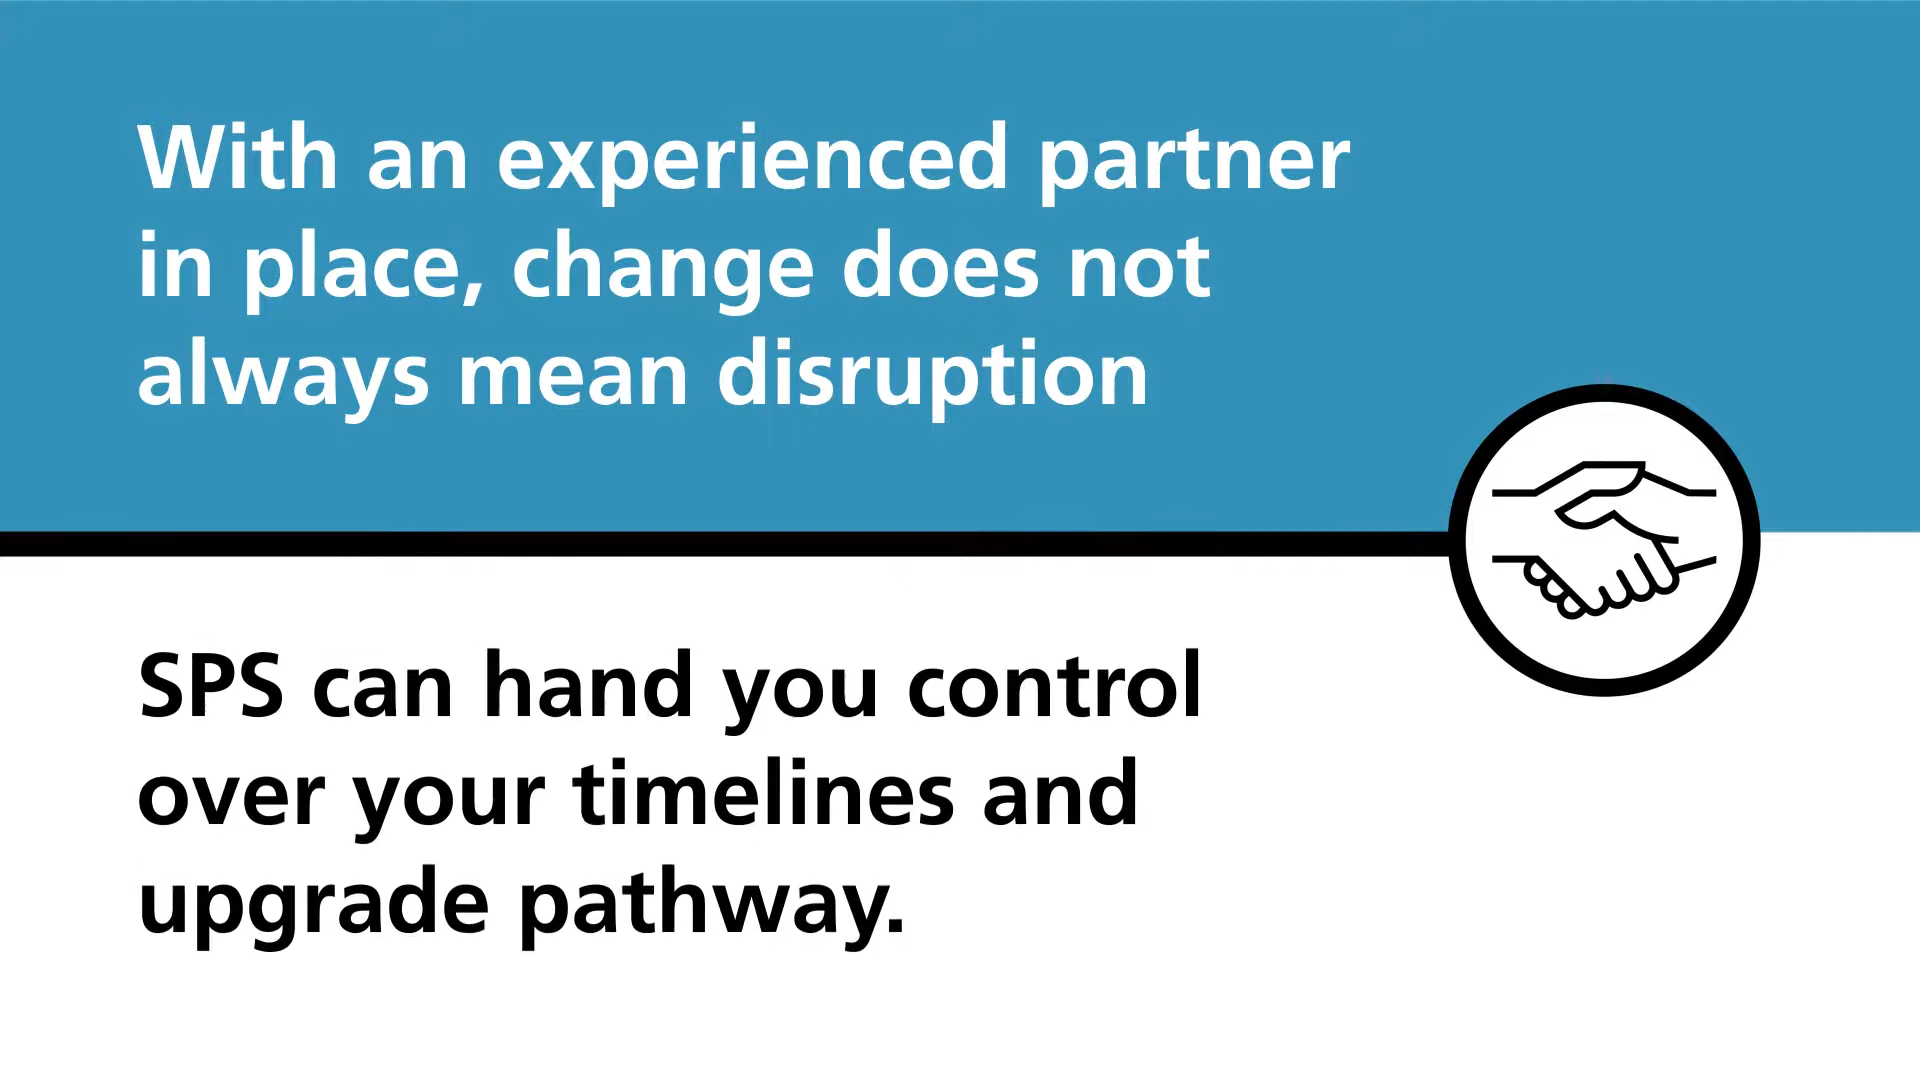 With an experienced partner
in place, change does not
always mean disruption
SPS can hand you control
over your timelines and
upgrade pathway.